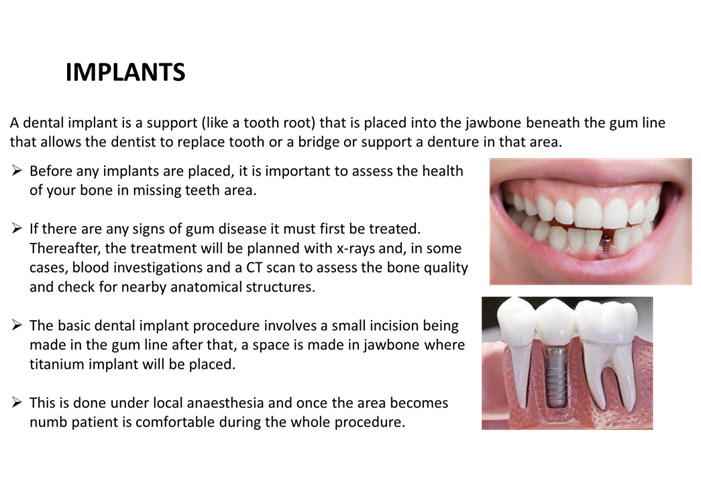 IMPLANTS
A dental implant is a support (like a tooth root) that is placed into the jawbone beneath the gum line
that allows the dentist to replace tooth or a bridge or support a denture in that area.
➢ Before any implants are placed, it is important to assess the health
of your bone in missing teeth area.
➢ If there are any signs of gum disease it must first be treated.
Thereafter, the treatment will be planned with x-rays and, in some
cases, blood investigations and a CT scan to assess the bone quality
and check for nearby anatomical structures.
➢ The basic dental implant procedure involves a small incision being
made in the gum line after that, a space is made in jawbone where
titanium implant will be placed.
➢ This is done under local anaesthesia and once the area becomes
numb patient is comfortable during the whole procedure.